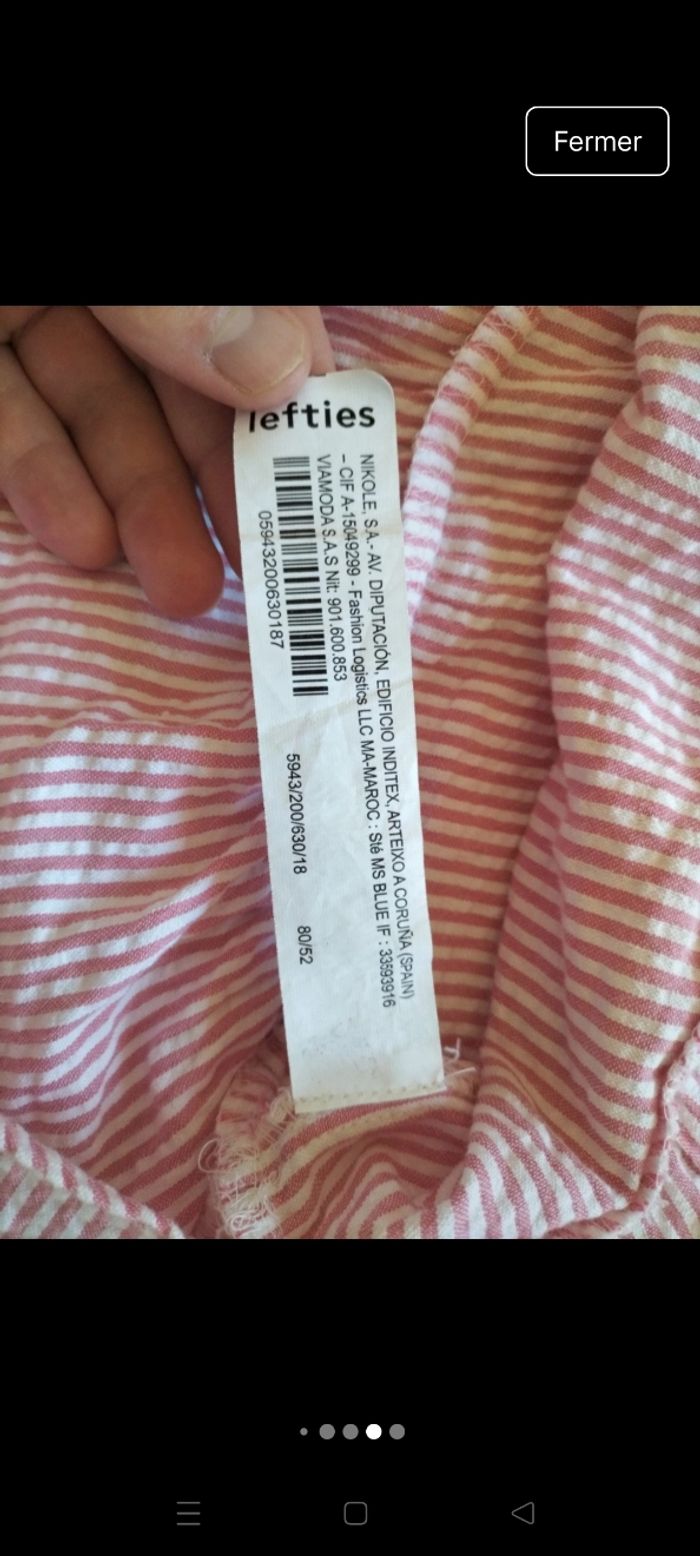 Fermer
lefties
NIKOLE, S.A.- AV. DIPUTACIÓN, EDIFICIO INDITEX, ARTEIXO A CORUÑA (SPAIN)
– CIF A-15049299 - Fashion Logistics LLC MA-MAROC : Sté MS BLUE IF : 33593916
VIAMODA S.A.S Nit: 901.600.853
05943200630187
5943/200/630/18
80/52